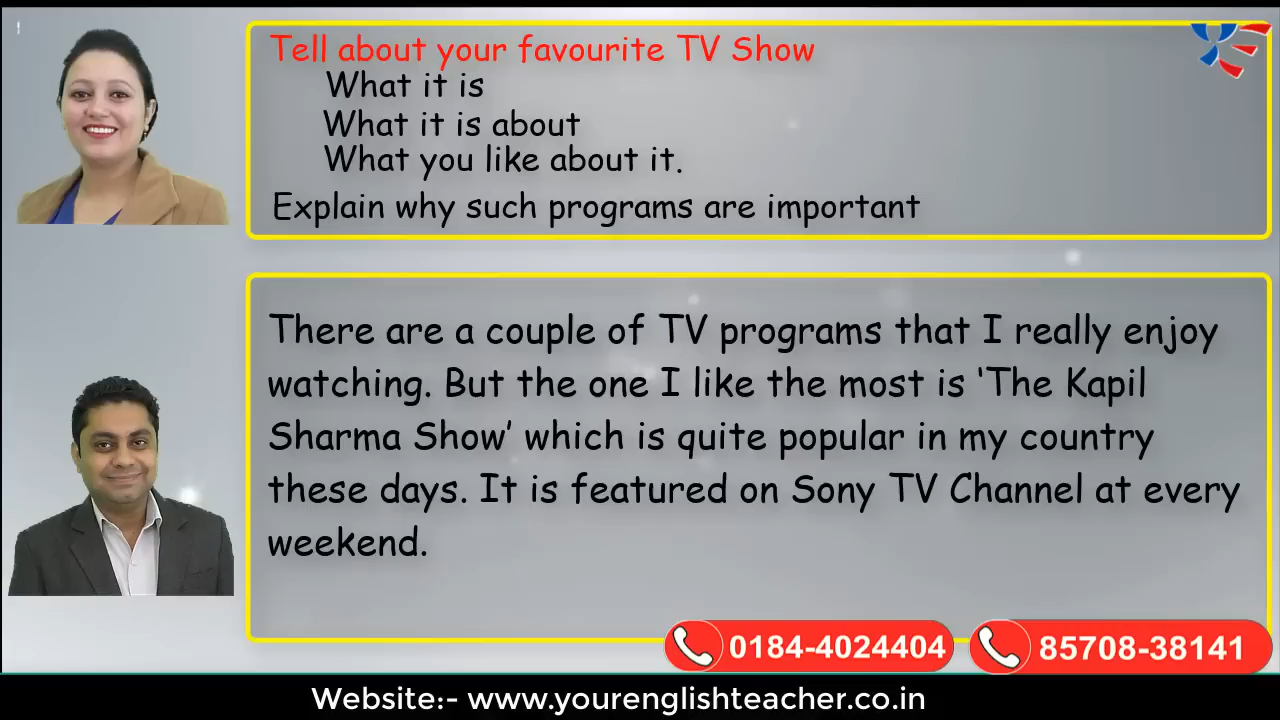 Tell about your favourite TV Show
What it is
What it is about
What you like about it.
Explain why such programs are important
There are a couple of TV programs that I really enjoy
watching. But the one I like the most is 'The Kapil
Sharma Show' which is quite popular in my country
these days. It is featured on Sony TV Channel at every
weekend.
0184-4024404
85708-38141
Website:- www.yourenglishteacher.co.in